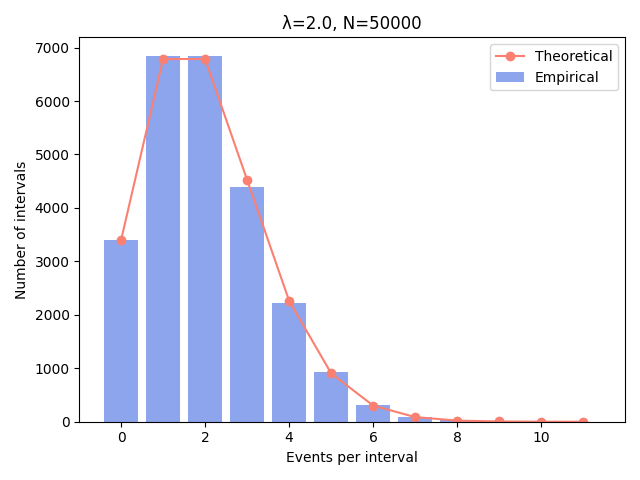 λ=2.0, N=50000
Number of intervals
7000
6000
5000
4000
3000
2000
1000
0
Theoretical
Empirical
0 2 4 6 8 10
Events per interval